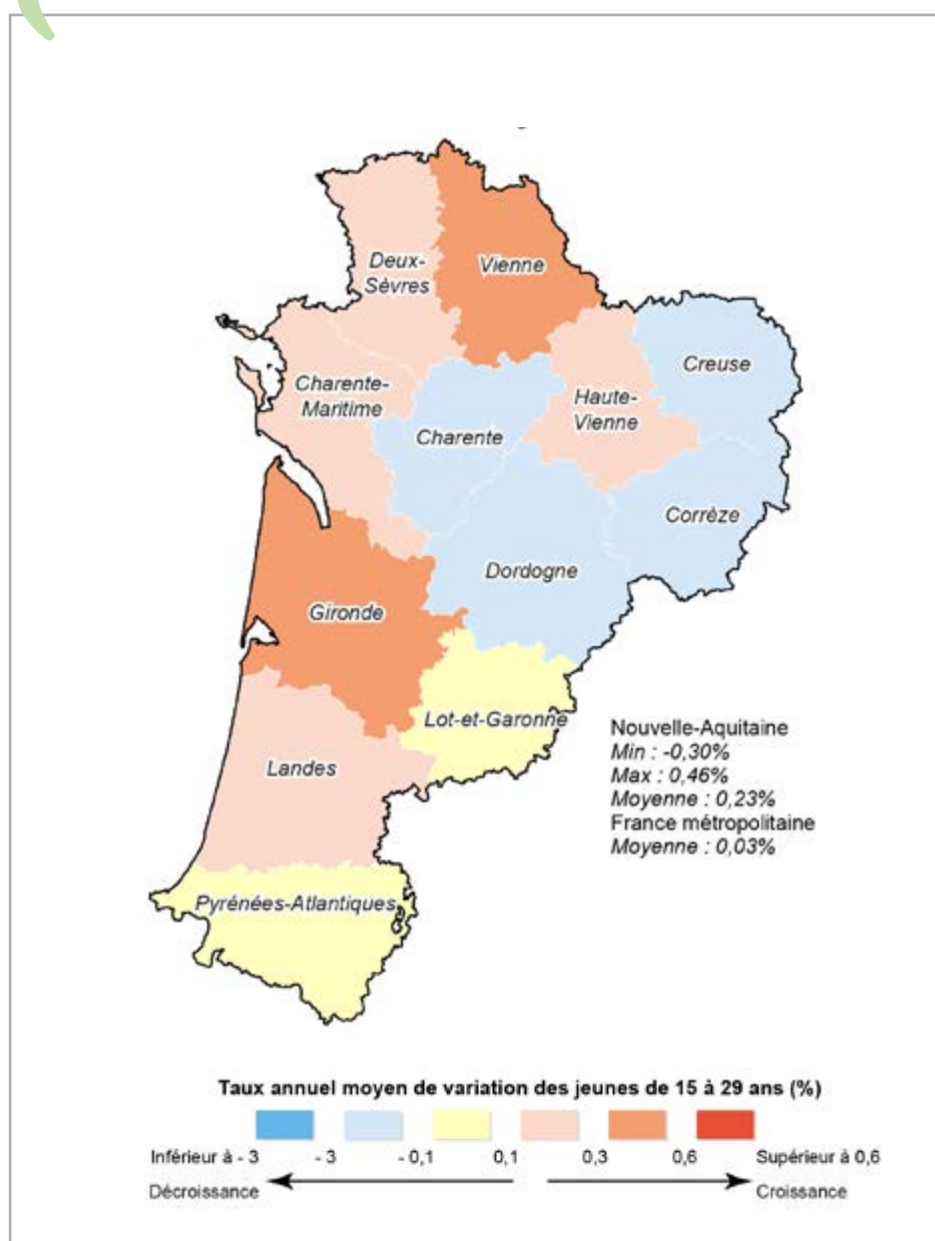 Deux-
Sèvres
Vienne
Creuse
Charente-
Maritime
Haute-
Vienne
Charente
Corrèze
Dordogne
Gironde
Lot-et-Garonne
Landes
Pyrénées-Atlantiques
Nouvelle-Aquitaine
Min : -0,30%
Max : 0,46%
Moyenne : 0,23%
France métropolitaine
Moyenne : 0,03%
Taux annuel moyen de variation des jeunes de 15 à 29 ans (%)
Inférieur à - 3 - 3 - 0,1 0,1 0,3 0,6 Supérieur à 0,6
Décroissance Croissance